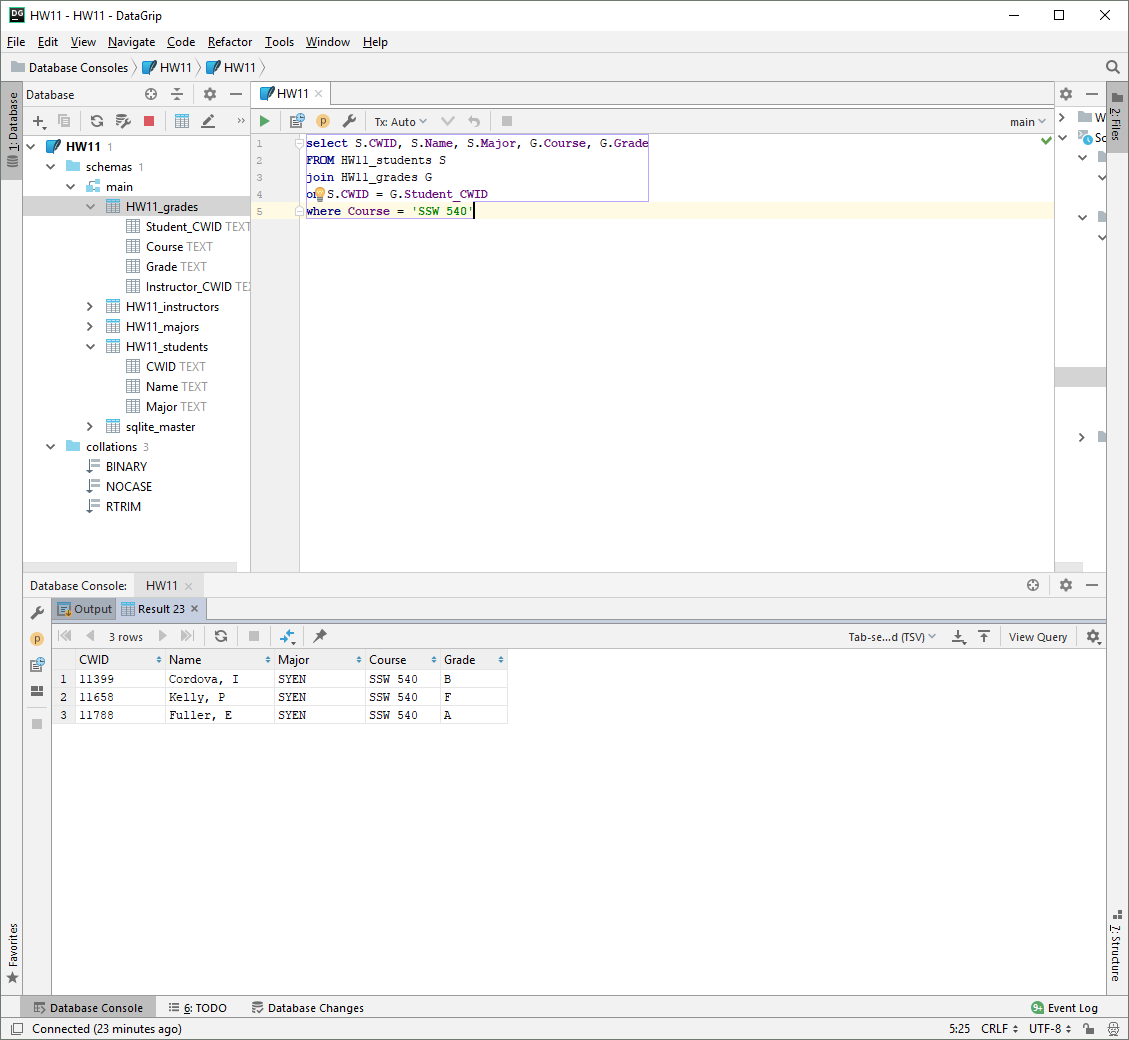 HW11 - HW11 - DataGrip
File Edit View Navigate Code Refactor Tools Window Help
Database Consoles HW11 HW11
1: Database
Database
HW11
2: Files
Tx: Auto
main
HW11 1
schemas 1
main
HW11_grades
Student_CWID TEXT
Course TEXT
Grade TEXT
Instructor_CWID TE
HW11_instructors
HW11_majors
HW11_students
CWID TEXT
Name TEXT
Major TEXT
sqlite_master
collations 3
BINARY
NOCASE
RTRIM
1 select S.CWID, S.Name, S.Major, G.Course, G.Grade
2 FROM HW11_students S
3 join HW11_grades G
4 on S.CWID = G.Student_CWID
5 where Course = 'SSW 540'
W
Sc
Database Console: HW11
Output Result 23
3 rows
Tab-se...d (TSV) View Query
CWID Name Major Course Grade
1 11399 Cordova, I SYEN SSW 540 B
2 11658 Kelly, P SYEN SSW 540 F
3 11788 Fuller, E SYEN SSW 540 A
Favorites
7: Structure
Database Console 6: TODO Database Changes 9+ Event Log
Connected (23 minutes ago) 5:25 CRLF UTF-8